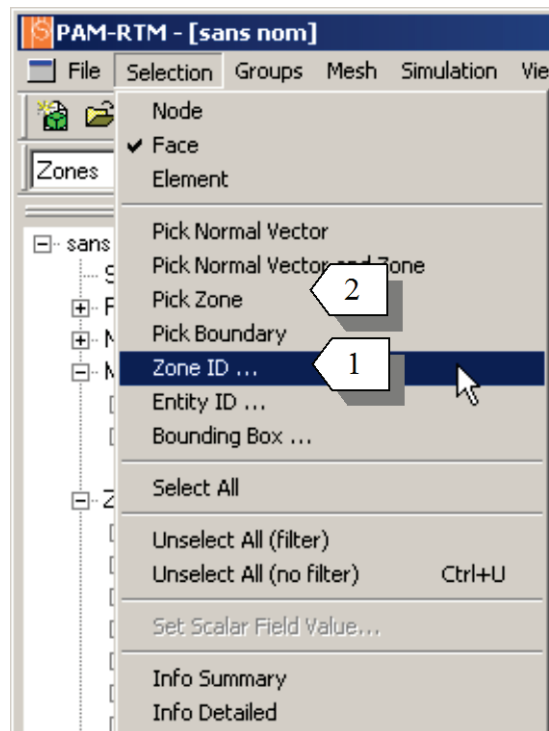 PAM-RTM - [sans nom]
File Selection Groups Mesh Simulation Vie
Zones
Node
Face
Element
sans
Pick Normal Vector
Pick Normal Vector and Zone
Pick Zone
2
Pick Boundary
Zone ID ...
1
Entity ID ...
Bounding Box ...
Select All
Unselect All (filter)
Unselect All (no filter) Ctrl+U
Set Scalar Field Value...
Info Summary
Info Detailed